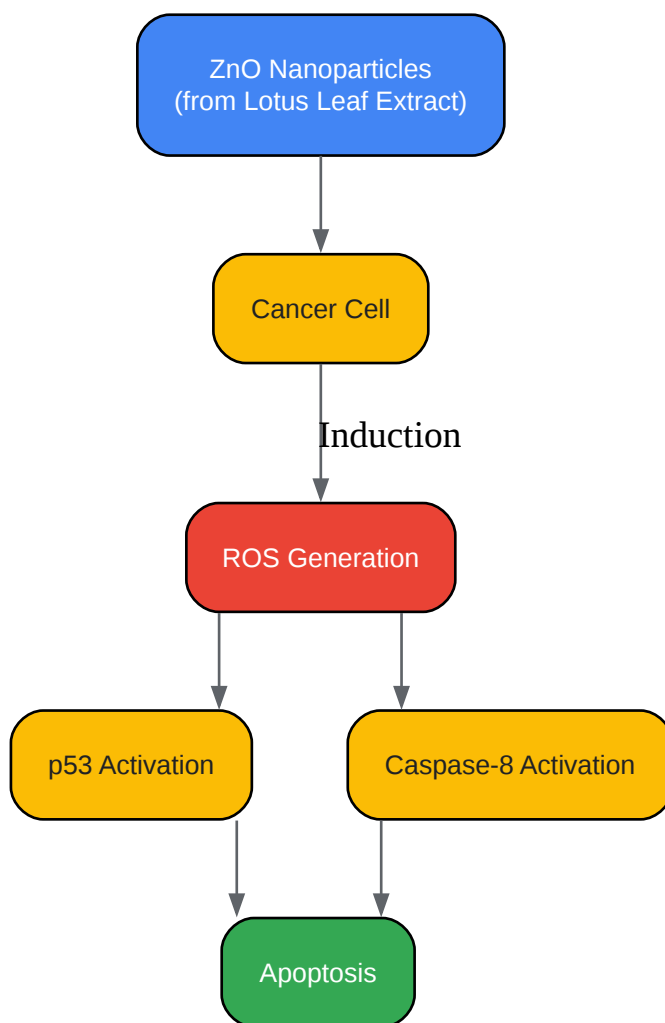 ZnO Nanoparticles
(from Lotus Leaf Extract)
Cancer Cell
Induction
ROS Generation
p53 Activation
Caspase-8 Activation
Apoptosis